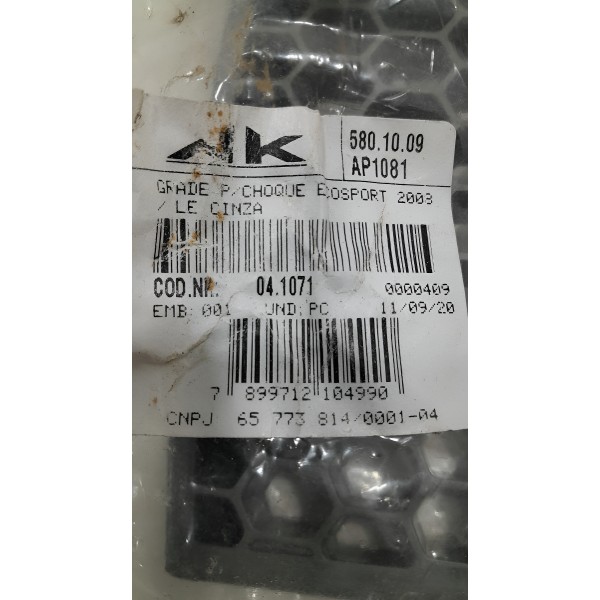 AK
580.10.09
AP1081
GRADE P/CHOQUE ECOSPORT 2003
/ LE CINZA
COD.NR. 04.1071 0000409
EMB: 001 UND: PC 11/09/20
7 899712 104990
CNPJ 65 773 814/0001-04